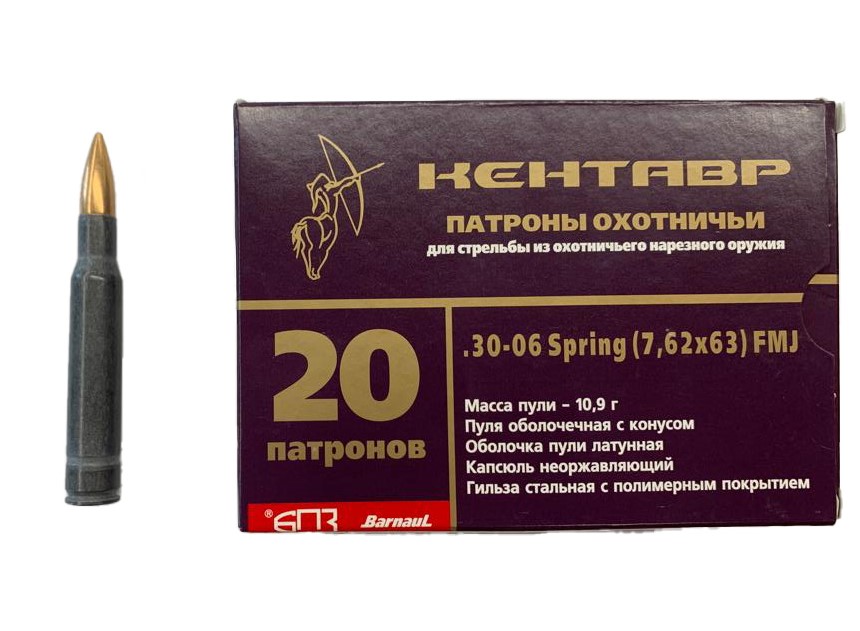 КЕНТАВР
ПАТРОНЫ ОХОТНИЧЬИ
для стрельбы из охотничьего нарезного оружия
20
патронов
.30-06 Spring (7,62x63) FMJ
Масса пули – 10,9 г
Пуля оболочечная с конусом
Оболочка пули латунная
Капсюль неоржавляющий
Гильза стальная с полимерным покрытием
® БПЗ Barnaul